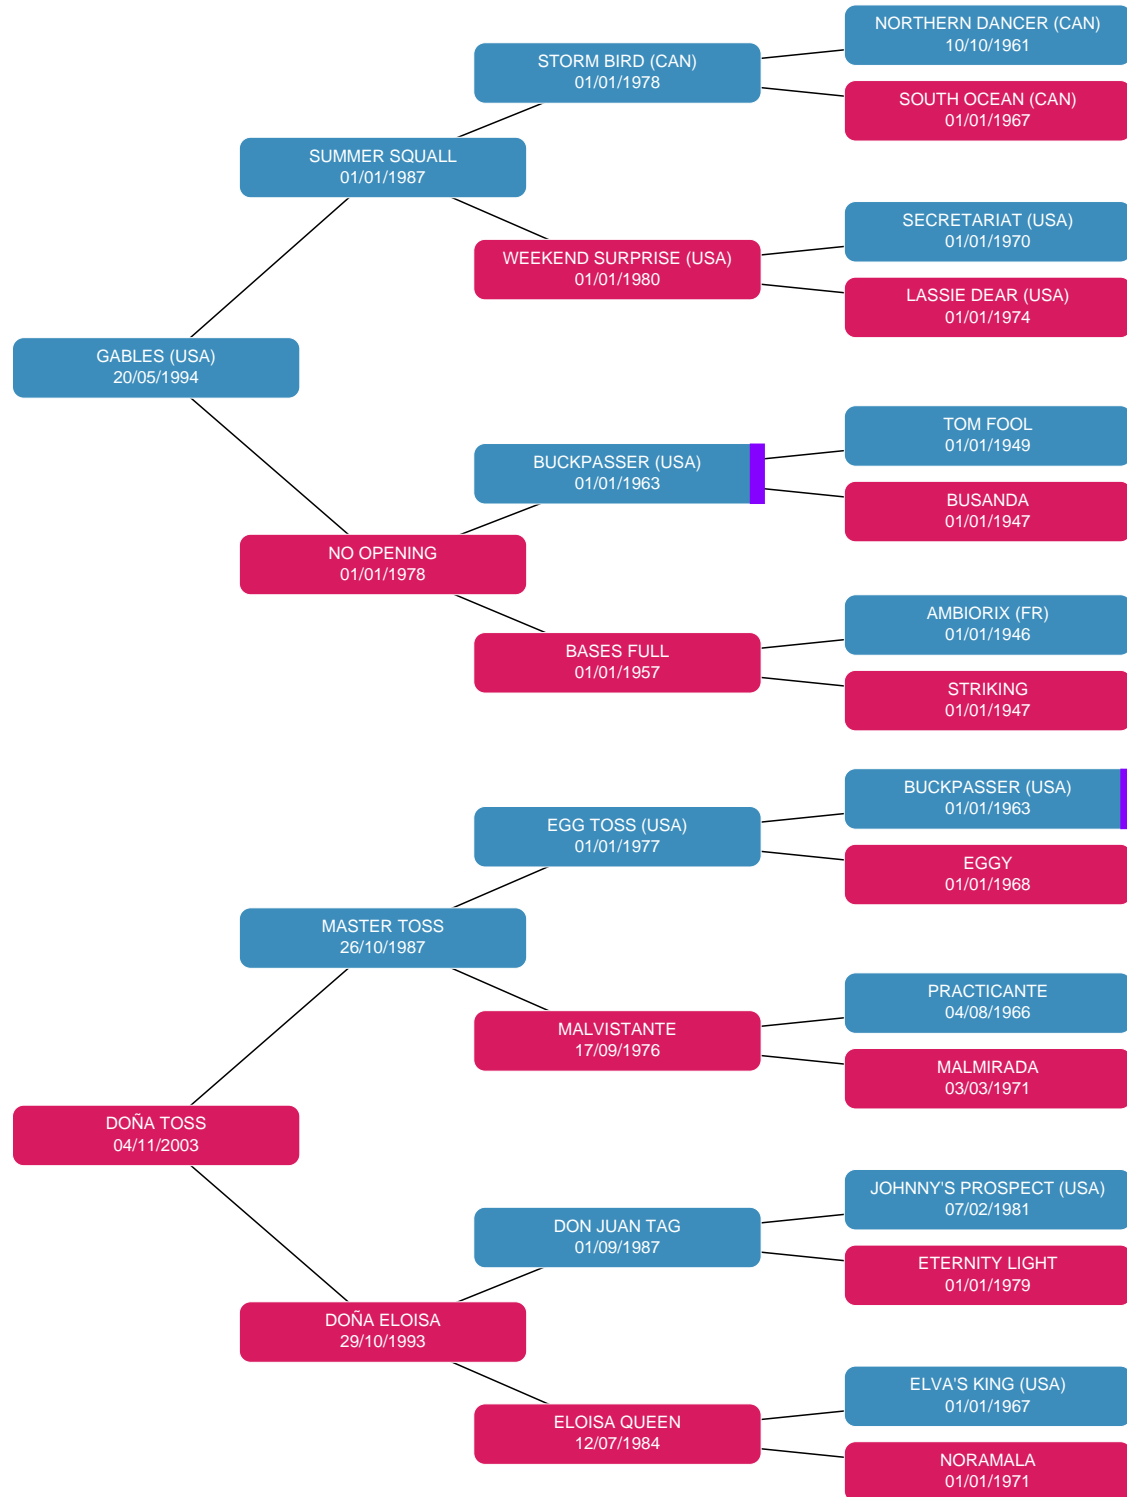 NORTHERN DANCER (CAN)
10/10/1961
STORM BIRD (CAN)
01/01/1978
SOUTH OCEAN (CAN)
01/01/1967
SUMMER SQUALL
01/01/1987
SECRETARIAT (USA)
01/01/1970
WEEKEND SURPRISE (USA)
01/01/1980
LASSIE DEAR (USA)
01/01/1974
GABLES (USA)
20/05/1994
TOM FOOL
01/01/1949
BUCKPASSER (USA)
01/01/1963
BUSANDA
01/01/1947
NO OPENING
01/01/1978
AMBIORIX (FR)
01/01/1946
BASES FULL
01/01/1957
STRIKING
01/01/1947
BUCKPASSER (USA)
01/01/1963
EGG TOSS (USA)
01/01/1977
EGGY
01/01/1968
MASTER TOSS
26/10/1987
PRACTICANTE
04/08/1966
MALVISTANTE
17/09/1976
MALMIRADA
03/03/1971
DOÑA TOSS
04/11/2003
JOHNNY'S PROSPECT (USA)
07/02/1981
DON JUAN TAG
01/09/1987
ETERNITY LIGHT
01/01/1979
DOÑA ELOISA
29/10/1993
ELVA'S KING (USA)
01/01/1967
ELOISA QUEEN
12/07/1984
NORAMALA
01/01/1971